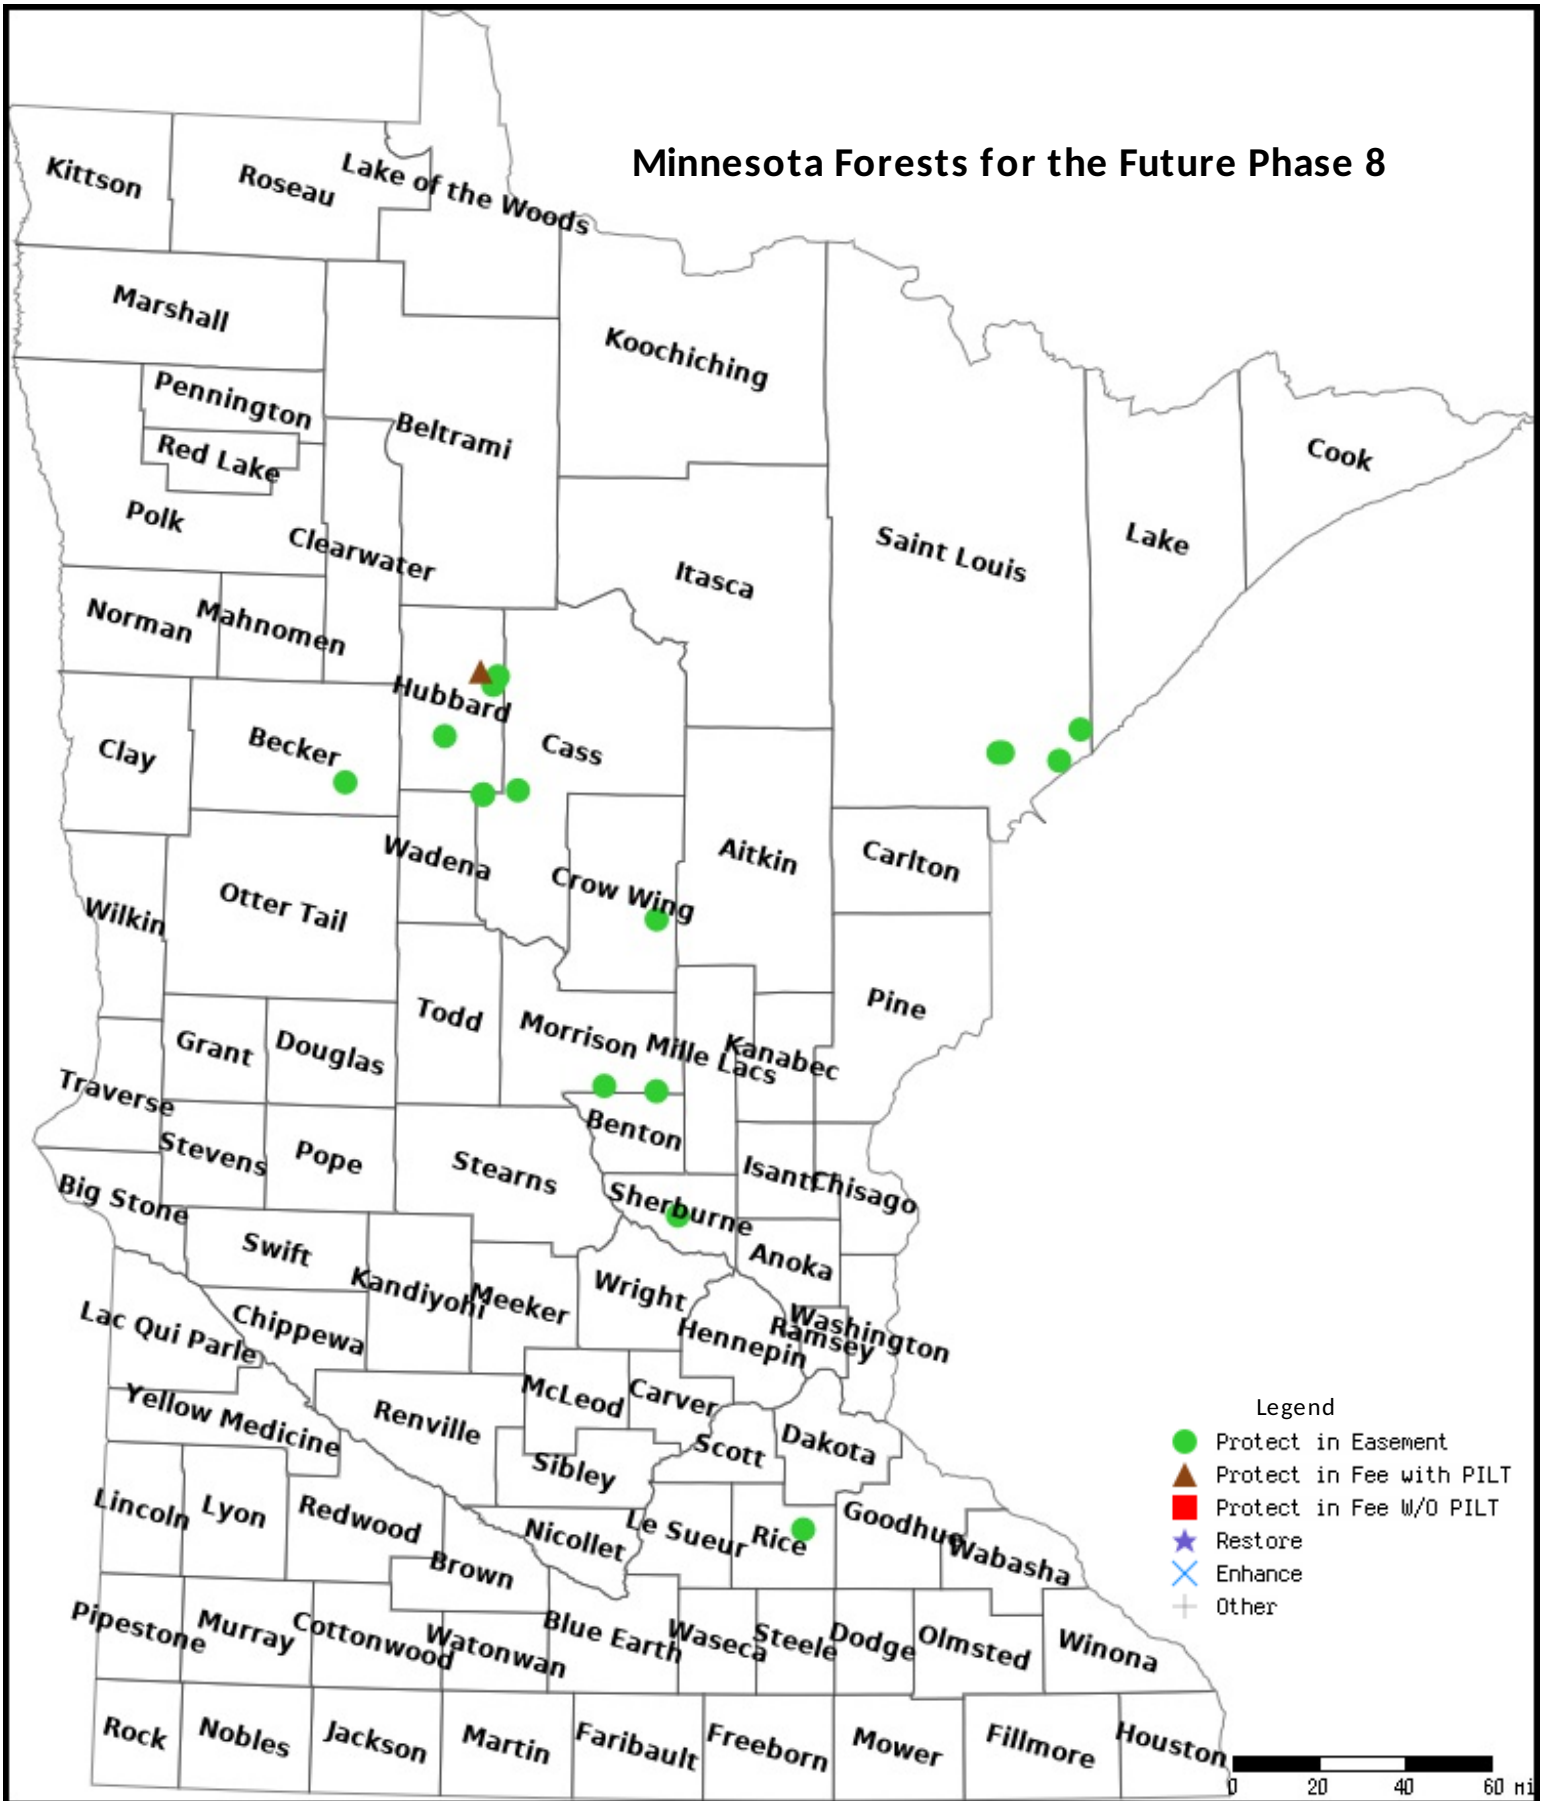 Minnesota Forests for the Future Phase 8
Kittson
Roseau
Lake of the Woods
Marshall
Koochiching
Pennington
Beltrami
Red Lake
Cook
Polk
Clearwater
Saint Louis
Lake
Itasca
Norman
Mahnomen
Hubbard
Clay
Becker
Cass
Wadena
Aitkin
Carlton
Crow Wing
Otter Tail
Wilkin
Pine
Todd
Morrison
Mille Lacs
Kanabec
Grant
Douglas
Traverse
Benton
Stevens
Pope
Stearns
Isanti
Chisago
Big Stone
Sherburne
Swift
Anoka
Kandiyohi
Meeker
Wright
Lac Qui Parle
Chippewa
Hennepin
Ramsey
Washington
McLeod
Carver
Yellow Medicine
Renville
Scott
Dakota
Sibley
Lincoln
Lyon
Redwood
Nicollet
Le Sueur
Rice
Goodhue
Wabasha
Brown
Pipestone
Murray
Cottonwood
Watonwan
Blue Earth
Waseca
Steele
Dodge
Olmsted
Winona
Rock
Nobles
Jackson
Martin
Faribault
Freeborn
Mower
Fillmore
Houston
Legend
Protect in Easement
Protect in Fee with PILT
Protect in Fee W/O PILT
Restore
Enhance
Other
0 20 40 60 mi